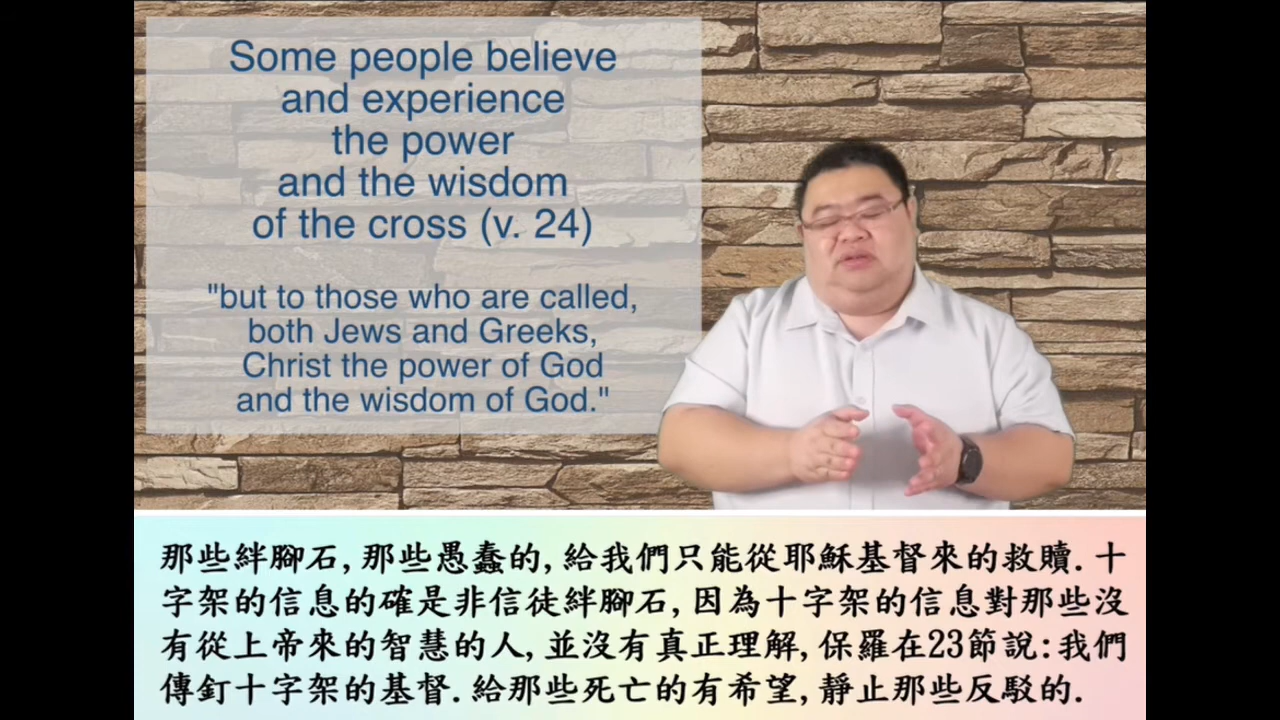 Some people believe
and experience
the power
and the wisdom
of the cross (v. 24)
"but to those who are called,
both Jews and Greeks,
Christ the power of God
and the wisdom of God."
那些絆腳石, 那些愚蠢的, 給我們只能從耶穌基督來的救贖. 十
字架的信息的確是非信徒絆腳石, 因為十字架的信息對那些沒
有從上帝來的智慧的人, 並沒有真正理解, 保羅在23節說: 我們
傳釘十字架的基督. 給那些死亡的有希望, 靜止那些反駁的.